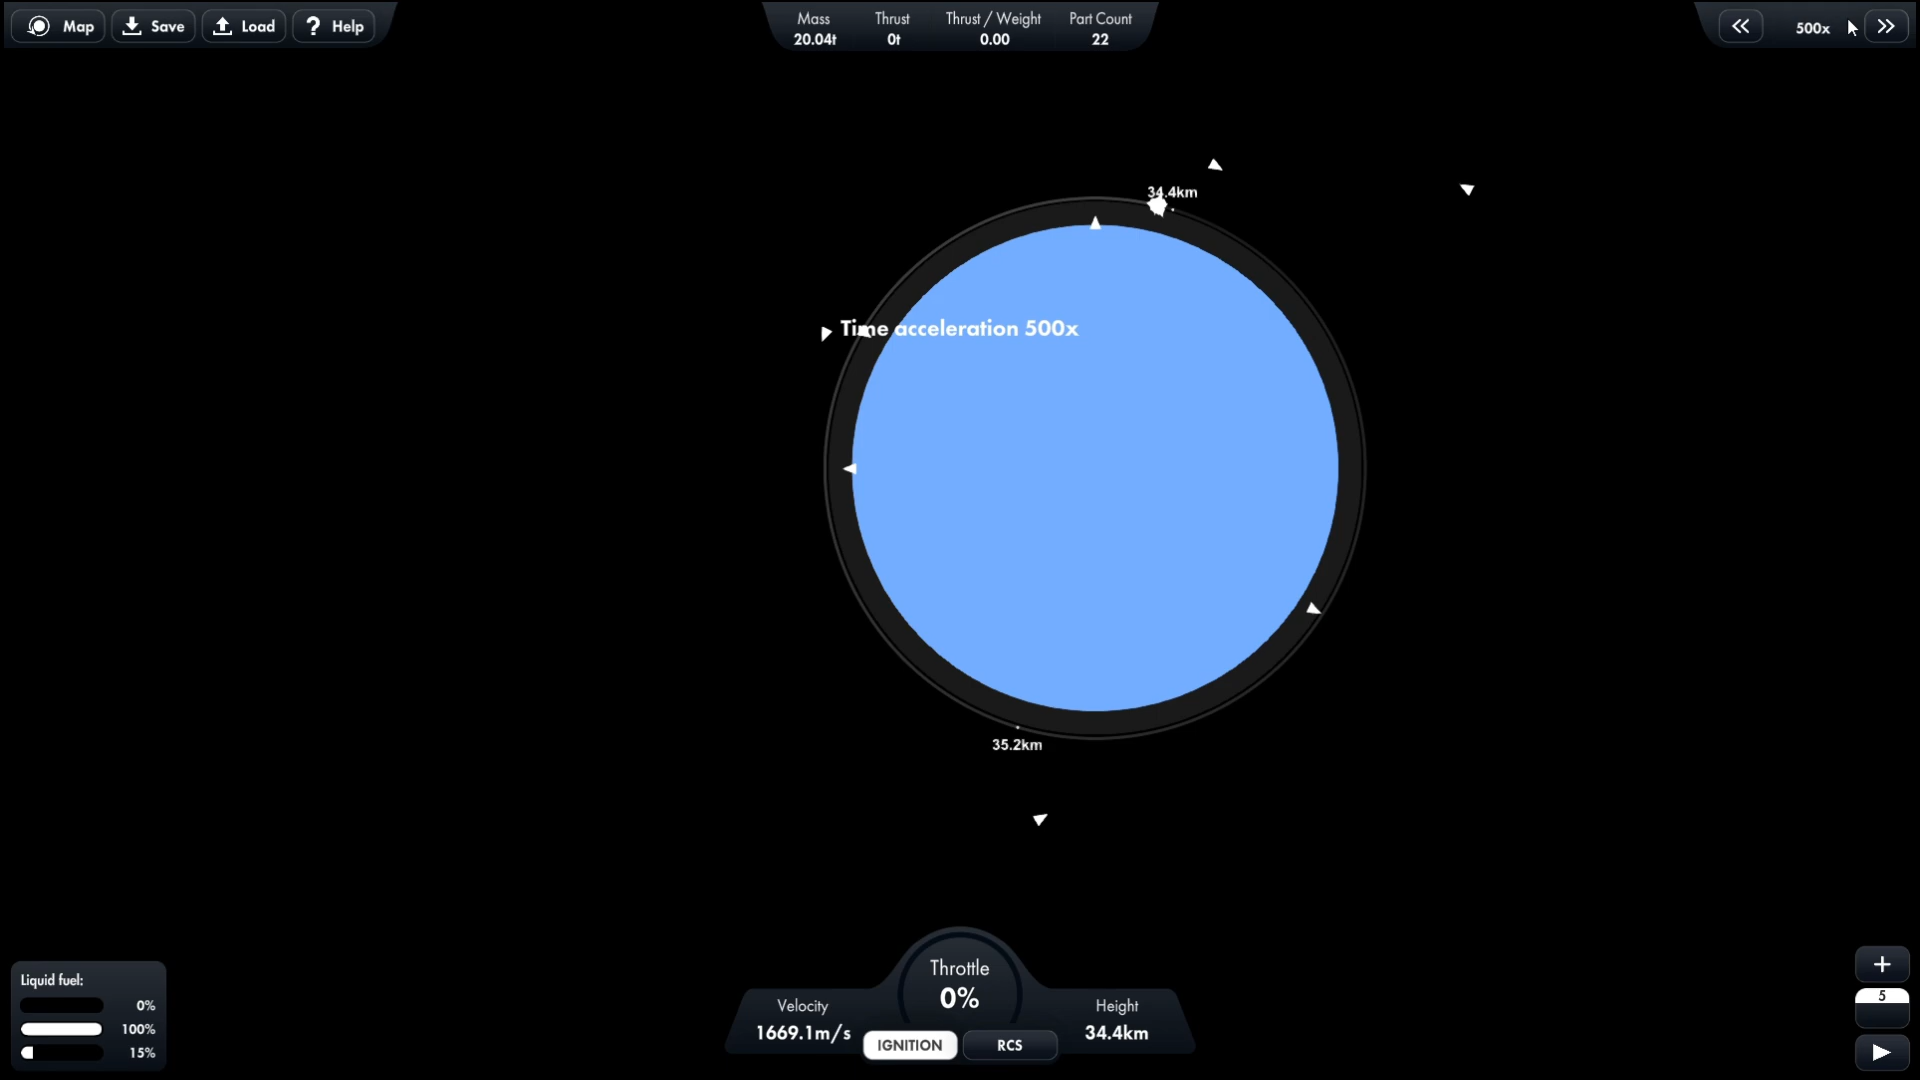 Map
Save
Load
Help
Mass
20.04t
Thrust
0t
Thrust / Weight
0.00
Part Count
22
500x
34.4km
Time acceleration 500x
35.2km
Liquid fuel:
0%
100%
15%
Throttle
0%
Velocity
1669.1m/s
IGNITION
RCS
Height
34.4km
5